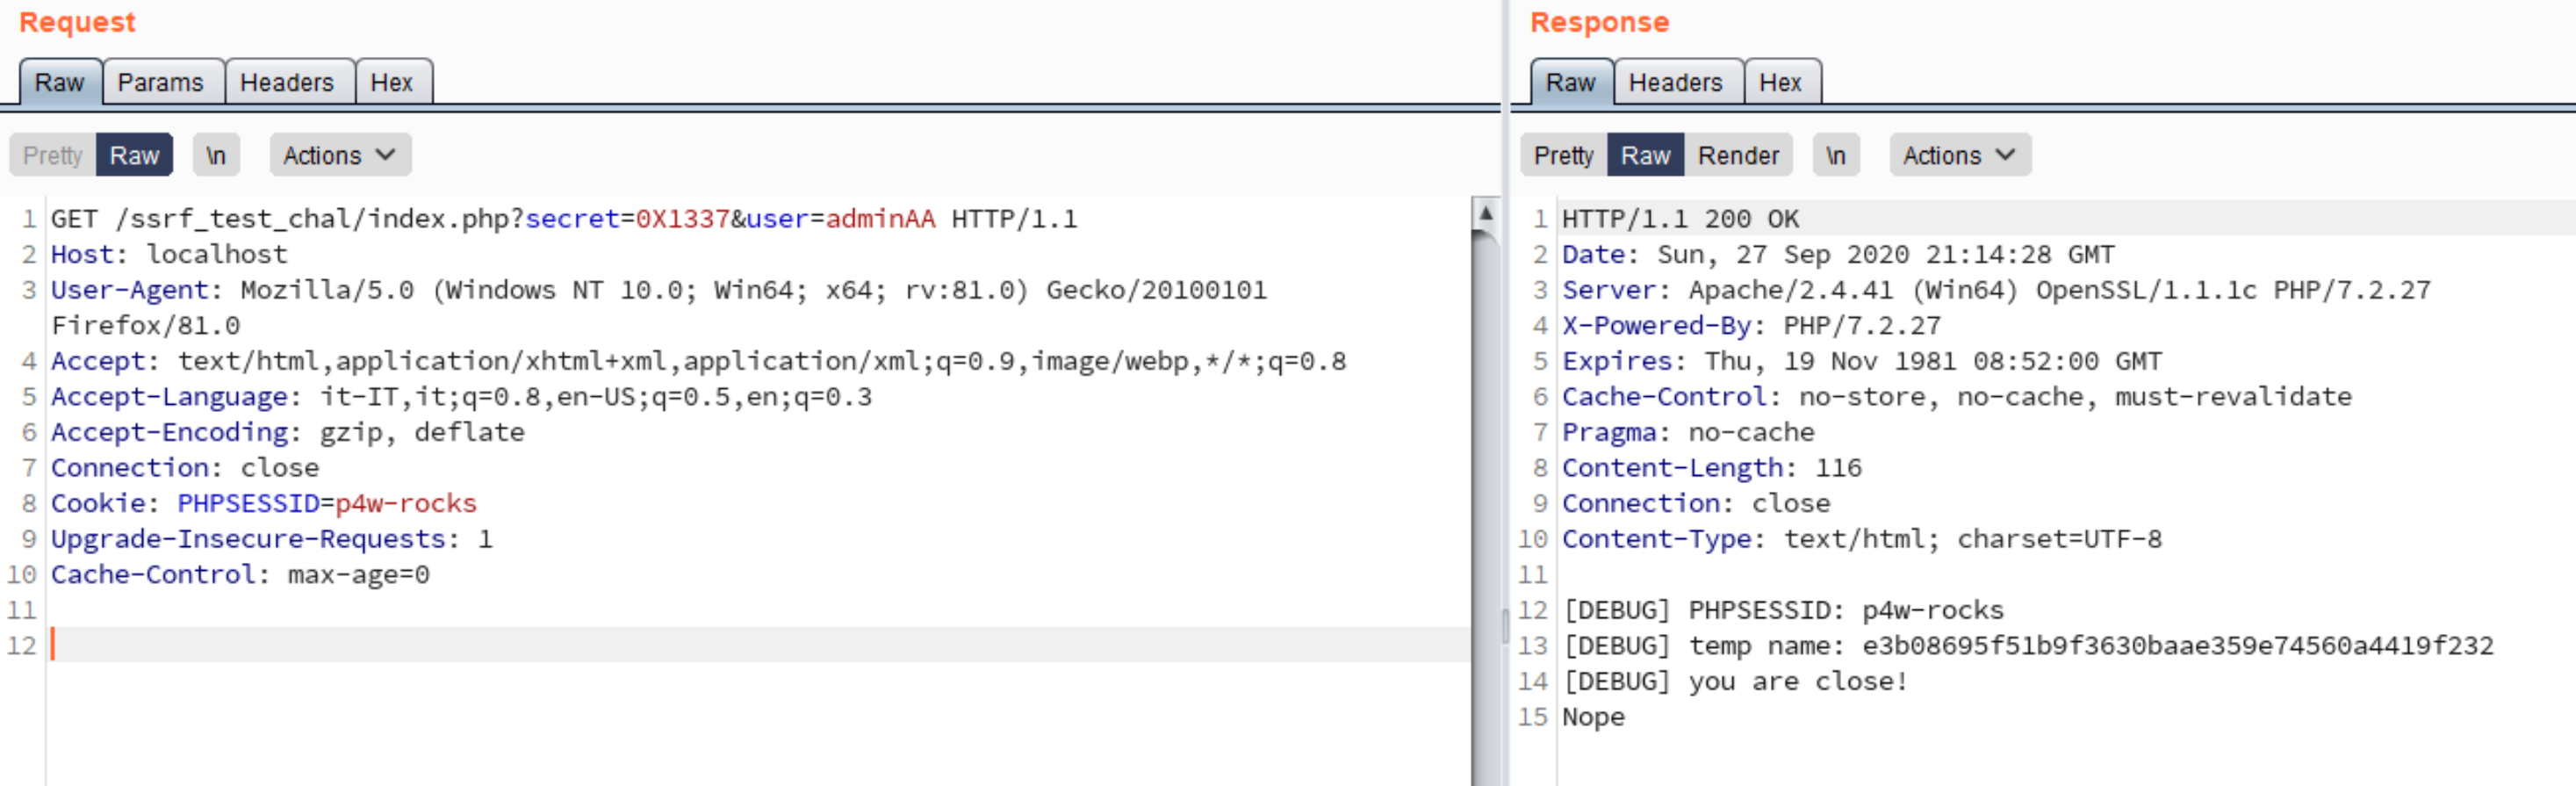 Request
Raw Params Headers Hex
Pretty Raw \n Actions
1 GET /ssrf_test_chal/index.php?secret=0X1337&user=adminAA HTTP/1.1
2 Host: localhost
3 User-Agent: Mozilla/5.0 (Windows NT 10.0; Win64; x64; rv:81.0) Gecko/20100101
Firefox/81.0
4 Accept: text/html,application/xhtml+xml,application/xml;q=0.9,image/webp,*/*;q=0.8
5 Accept-Language: it-IT,it;q=0.8,en-US;q=0.5,en;q=0.3
6 Accept-Encoding: gzip, deflate
7 Connection: close
8 Cookie: PHPSESSID=p4w-rocks
9 Upgrade-Insecure-Requests: 1
10 Cache-Control: max-age=0
11
12
Response
Raw Headers Hex
Pretty Raw Render \n Actions
1 HTTP/1.1 200 OK
2 Date: Sun, 27 Sep 2020 21:14:28 GMT
3 Server: Apache/2.4.41 (Win64) OpenSSL/1.1.1c PHP/7.2.27
4 X-Powered-By: PHP/7.2.27
5 Expires: Thu, 19 Nov 1981 08:52:00 GMT
6 Cache-Control: no-store, no-cache, must-revalidate
7 Pragma: no-cache
8 Content-Length: 116
9 Connection: close
10 Content-Type: text/html; charset=UTF-8
11
12 [DEBUG] PHPSESSID: p4w-rocks
13 [DEBUG] temp name: e3b08695f51b9f3630baae359e74560a4419f232
14 [DEBUG] you are close!
15 Nope